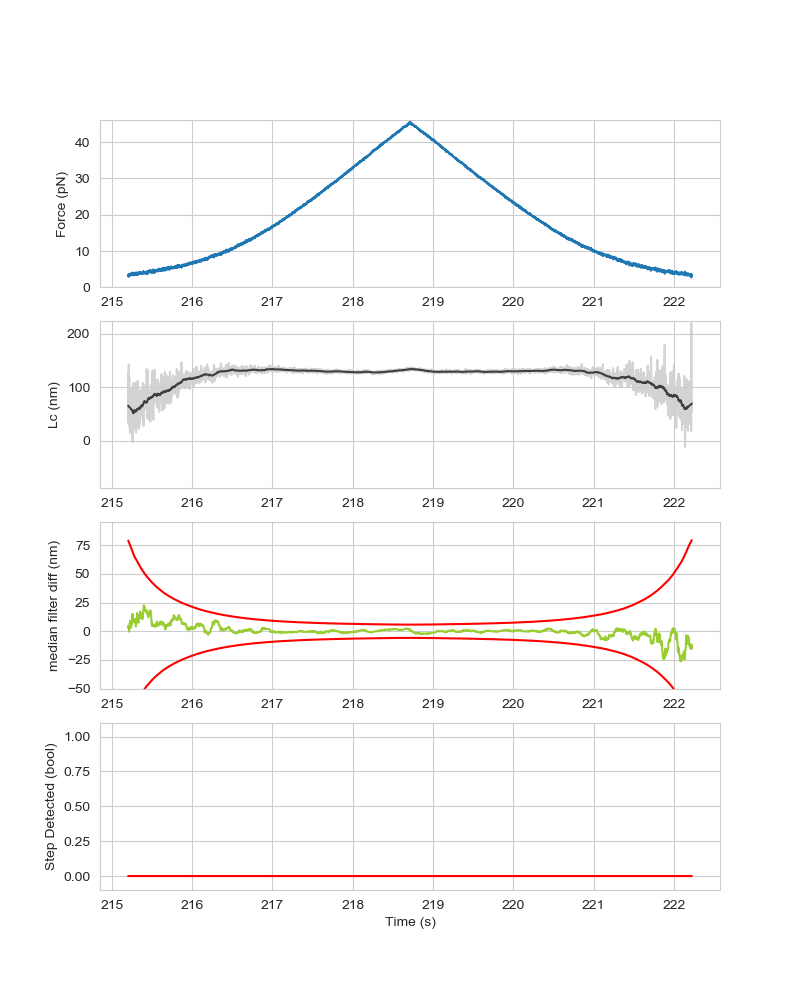 40
30
20
10
0
Force (pN)
215 216 217 218 219 220 221 222
200
100
0
Lc (nm)
215 216 217 218 219 220 221 222
75
50
25
0
−25
−50
median filter diff (nm)
215 216 217 218 219 220 221 222
1.00
0.75
0.50
0.25
0.00
Step Detected (bool)
215 216 217 218 219 220 221 222
Time (s)